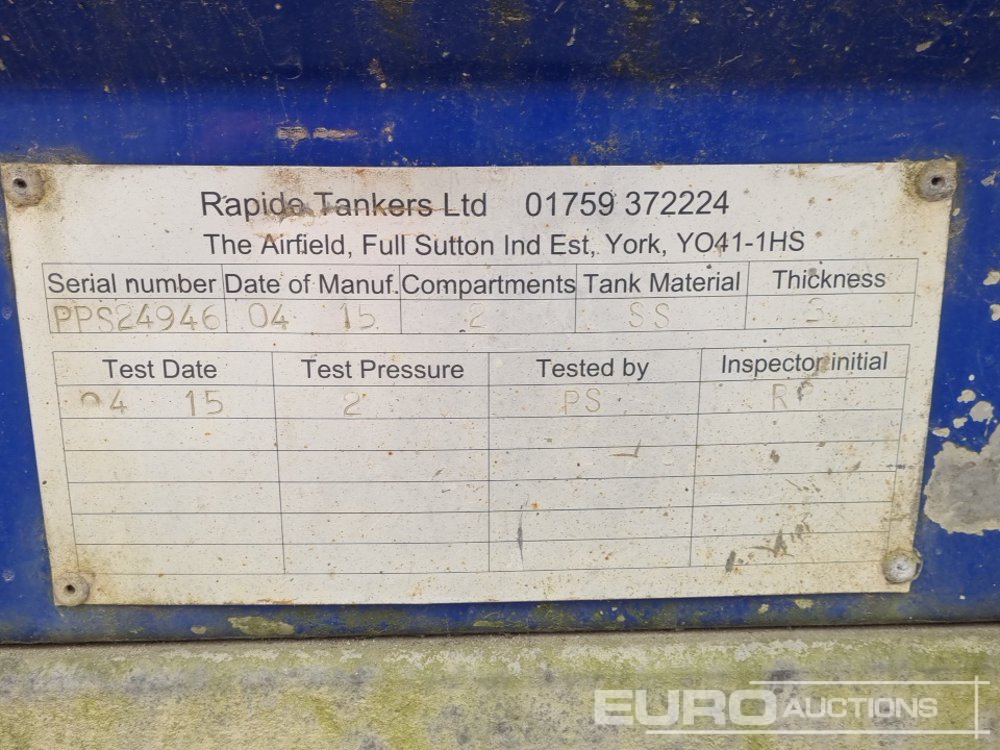 Rapide Tankers Ltd 01759 372224
The Airfield, Full Sutton Ind Est, York, YO41-1HS
Serial number Date of Manuf. Compartments Tank Material Thickness
PPS24946 04 15 2 SS 3
Test Date Test Pressure Tested by Inspector initial
04 15 2 PS
EURO AUCTIONS